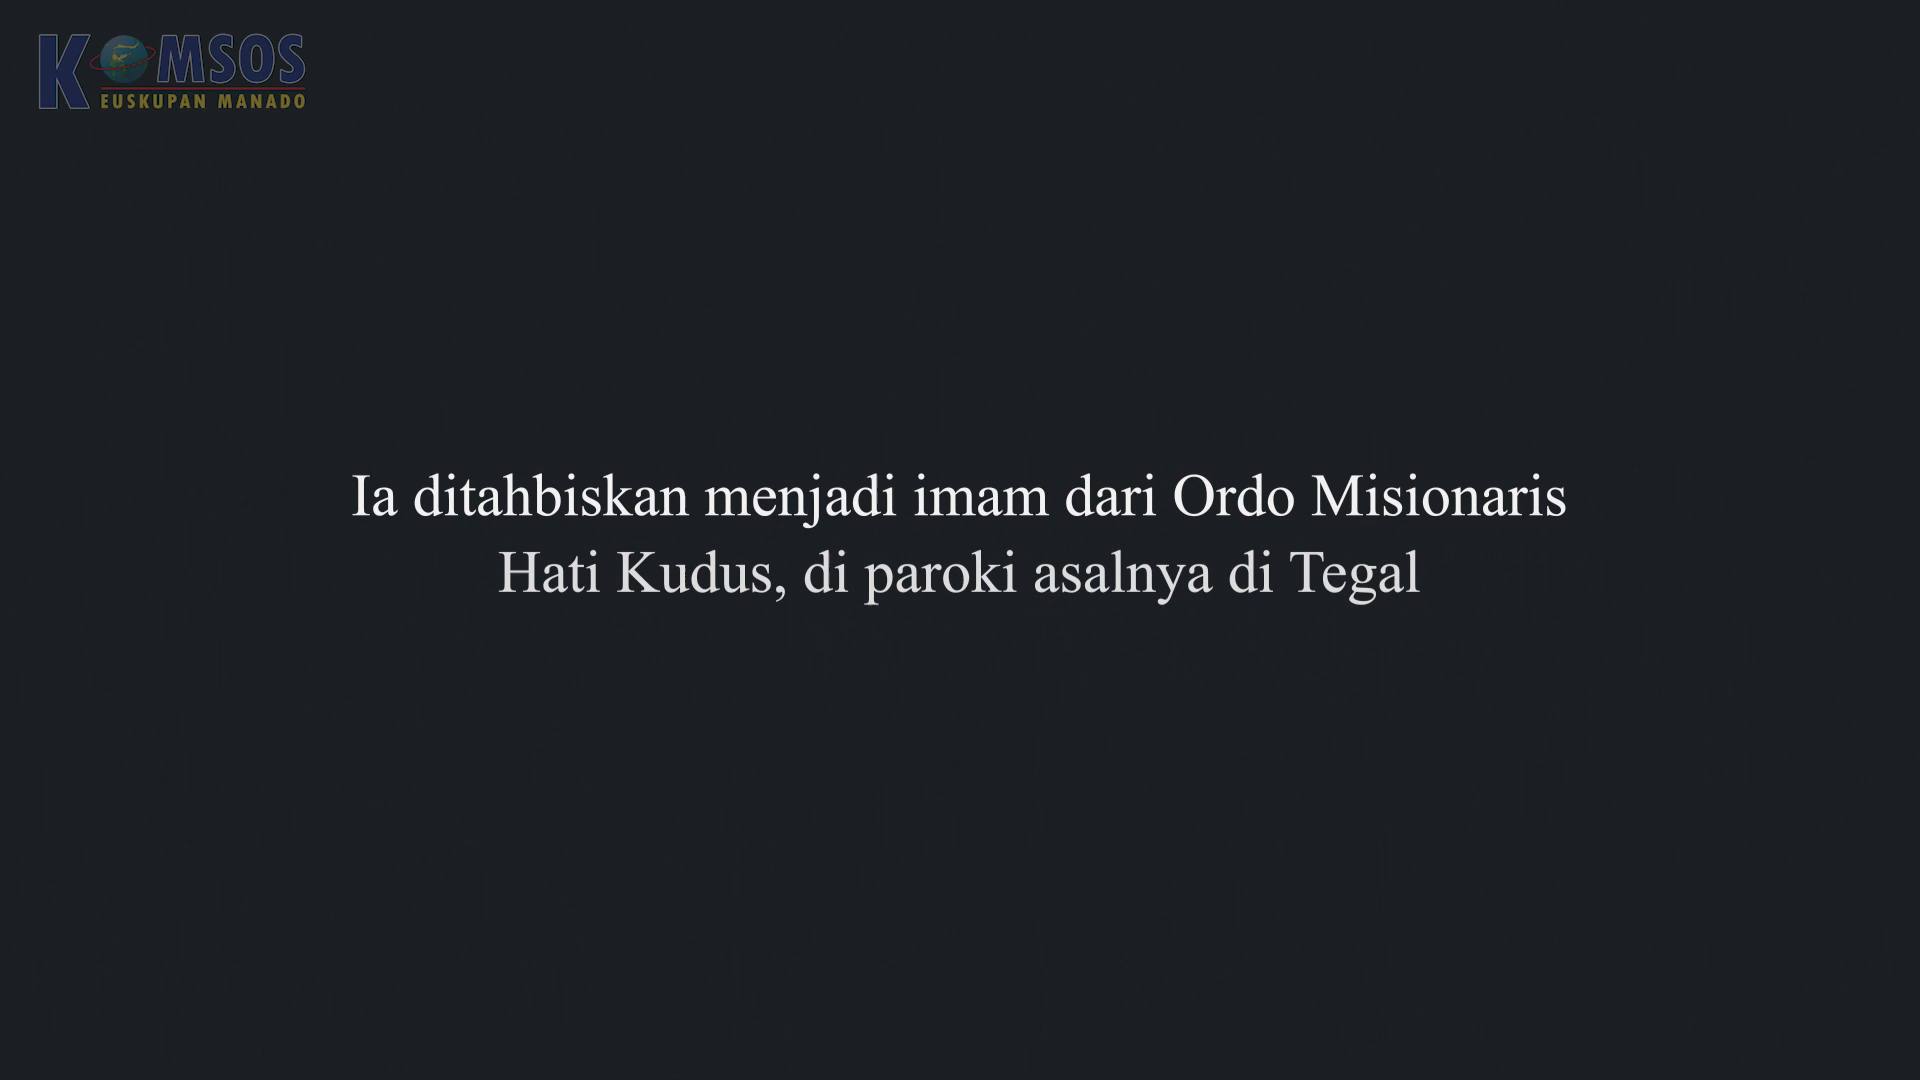 KOMSOS
EUSKUPAN MANADO
Ia ditahbiskan menjadi imam dari Ordo Misionaris
Hati Kudus, di paroki asalnya di Tegal